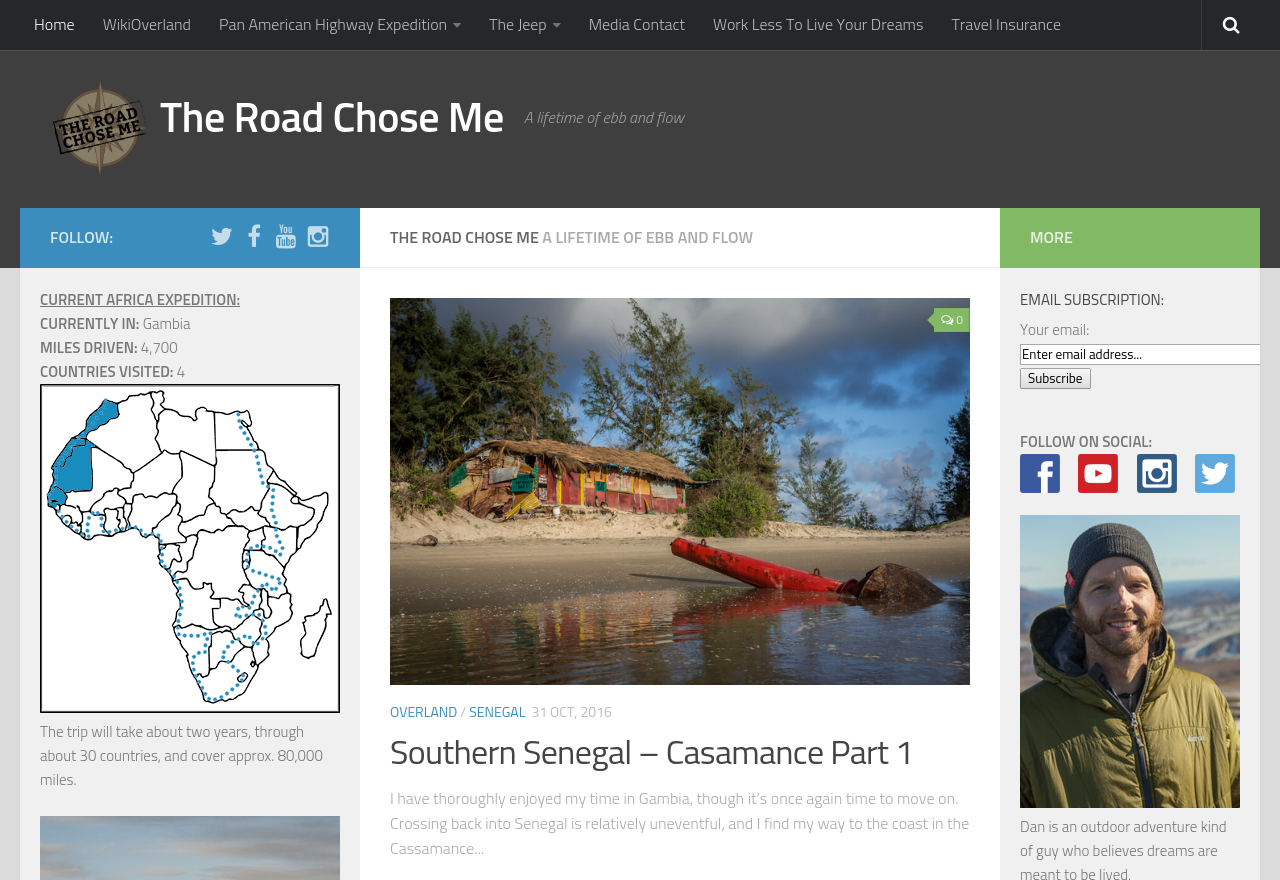 Home WikiOverland Pan American Highway Expedition The Jeep Media Contact Work Less To Live Your Dreams Travel Insurance
THE ROAD
CHOSE ME
The Road Chose Me A lifetime of ebb and flow
FOLLOW:
You
Tube
CURRENT AFRICA EXPEDITION:
CURRENTLY IN: Gambia
MILES DRIVEN: 4,700
COUNTRIES VISITED: 4
The trip will take about two years, through
about 30 countries, and cover approx. 80,000
miles.
THE ROAD CHOSE ME A LIFETIME OF EBB AND FLOW
0
OVERLAND / SENEGAL 31 OCT, 2016
Southern Senegal – Casamance Part 1
I have thoroughly enjoyed my time in Gambia, though it’s once again time to move on.
Crossing back into Senegal is relatively uneventful, and I find my way to the coast in the
Cassamance...
MORE
EMAIL SUBSCRIPTION:
Your email:
Enter email address...
Subscribe
FOLLOW ON SOCIAL:
Dan is an outdoor adventure kind
of guy who believes dreams are
meant to be lived.